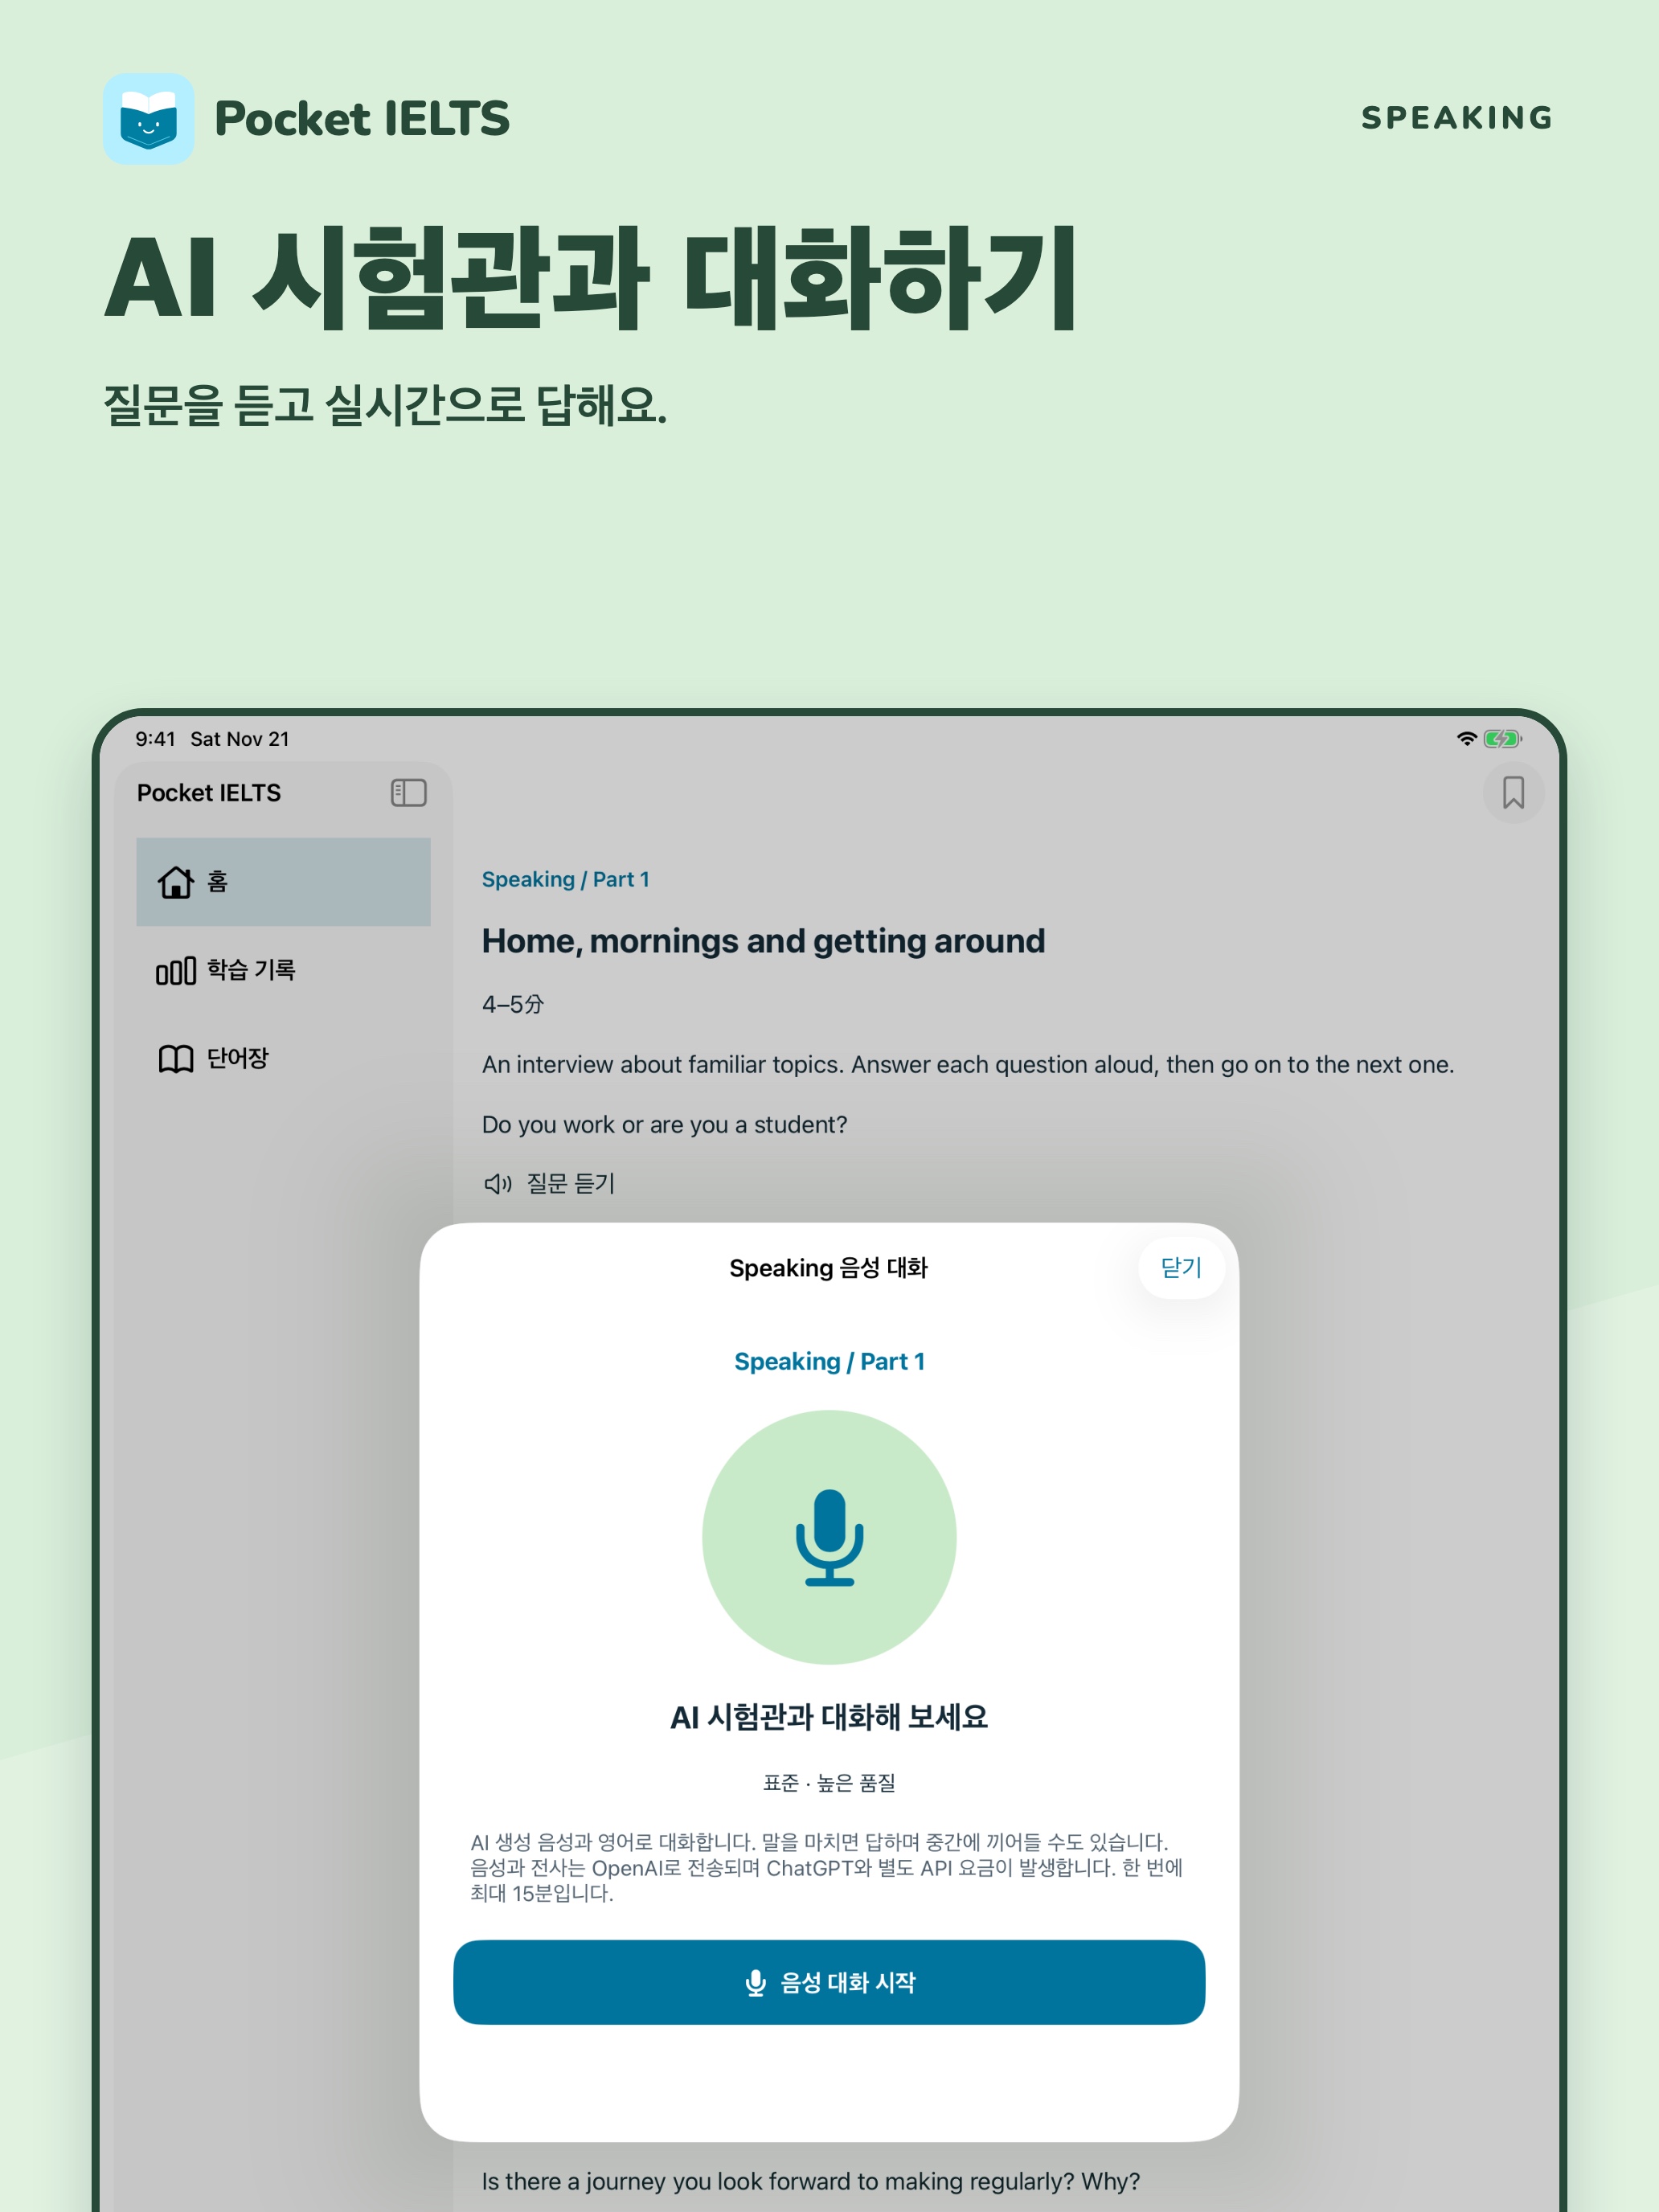 Pocket IELTS
SPEAKING
AI 시험관과 대화하기
질문을 듣고 실시간으로 답해요.
9:41 Sat Nov 21
Pocket IELTS
홈
학습 기록
단어장
Speaking / Part 1
Home, mornings and getting around
4–5分
An interview about familiar topics. Answer each question aloud, then go on to the next one.
Do you work or are you a student?
질문 듣기
Speaking 음성 대화
닫기
Speaking / Part 1
AI 시험관과 대화해 보세요
표준 · 높은 품질
AI 생성 음성과 영어로 대화합니다. 말을 마치면 답하며 중간에 끼어들 수도 있습니다.
음성과 전사는 OpenAI로 전송되며 ChatGPT와 별도 API 요금이 발생합니다. 한 번에
최대 15분입니다.
음성 대화 시작
Is there a journey you look forward to making regularly? Why?